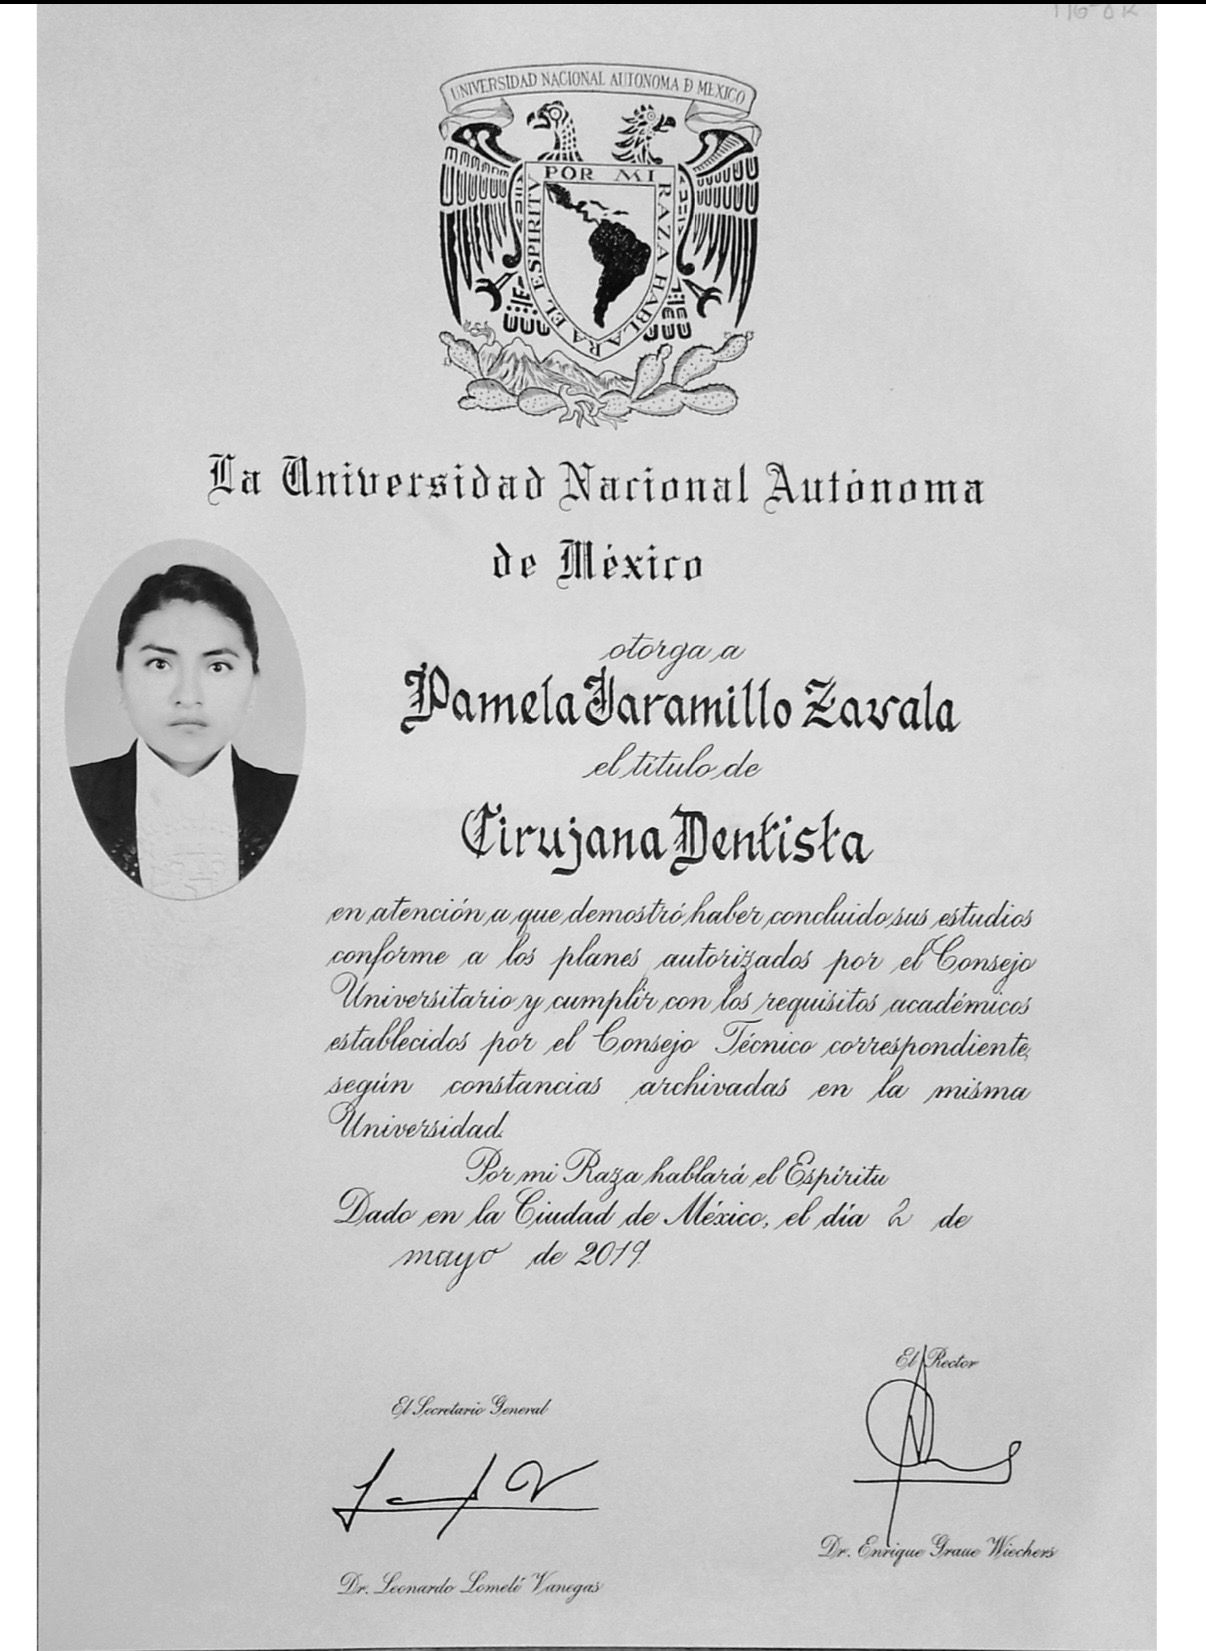 UNIVERSIDAD NACIONAL AUTONOMA D MEXICO
POR MI RAZA HABLARA EL ESPIRITU
La Universidad Nacional Autónoma
de México
otorga a
Pamela Jaramillo Zavala
el título de
Cirujana Dentista
en atención a que demostró haber concluido sus estudios
conforme a los planes autorizados por el Consejo
Universitario y cumplir con los requisitos académicos
establecidos por el Consejo Técnico correspondiente,
según constancias archivadas en la misma
Universidad.
Por mi Raza hablará el Espíritu
Dado en la Ciudad de México, el día 2 de
mayo de 2019
El Rector
El Secretario General
Dr. Enrique Graue Wiechers
Dr. Leonardo Lomelí Vanegas